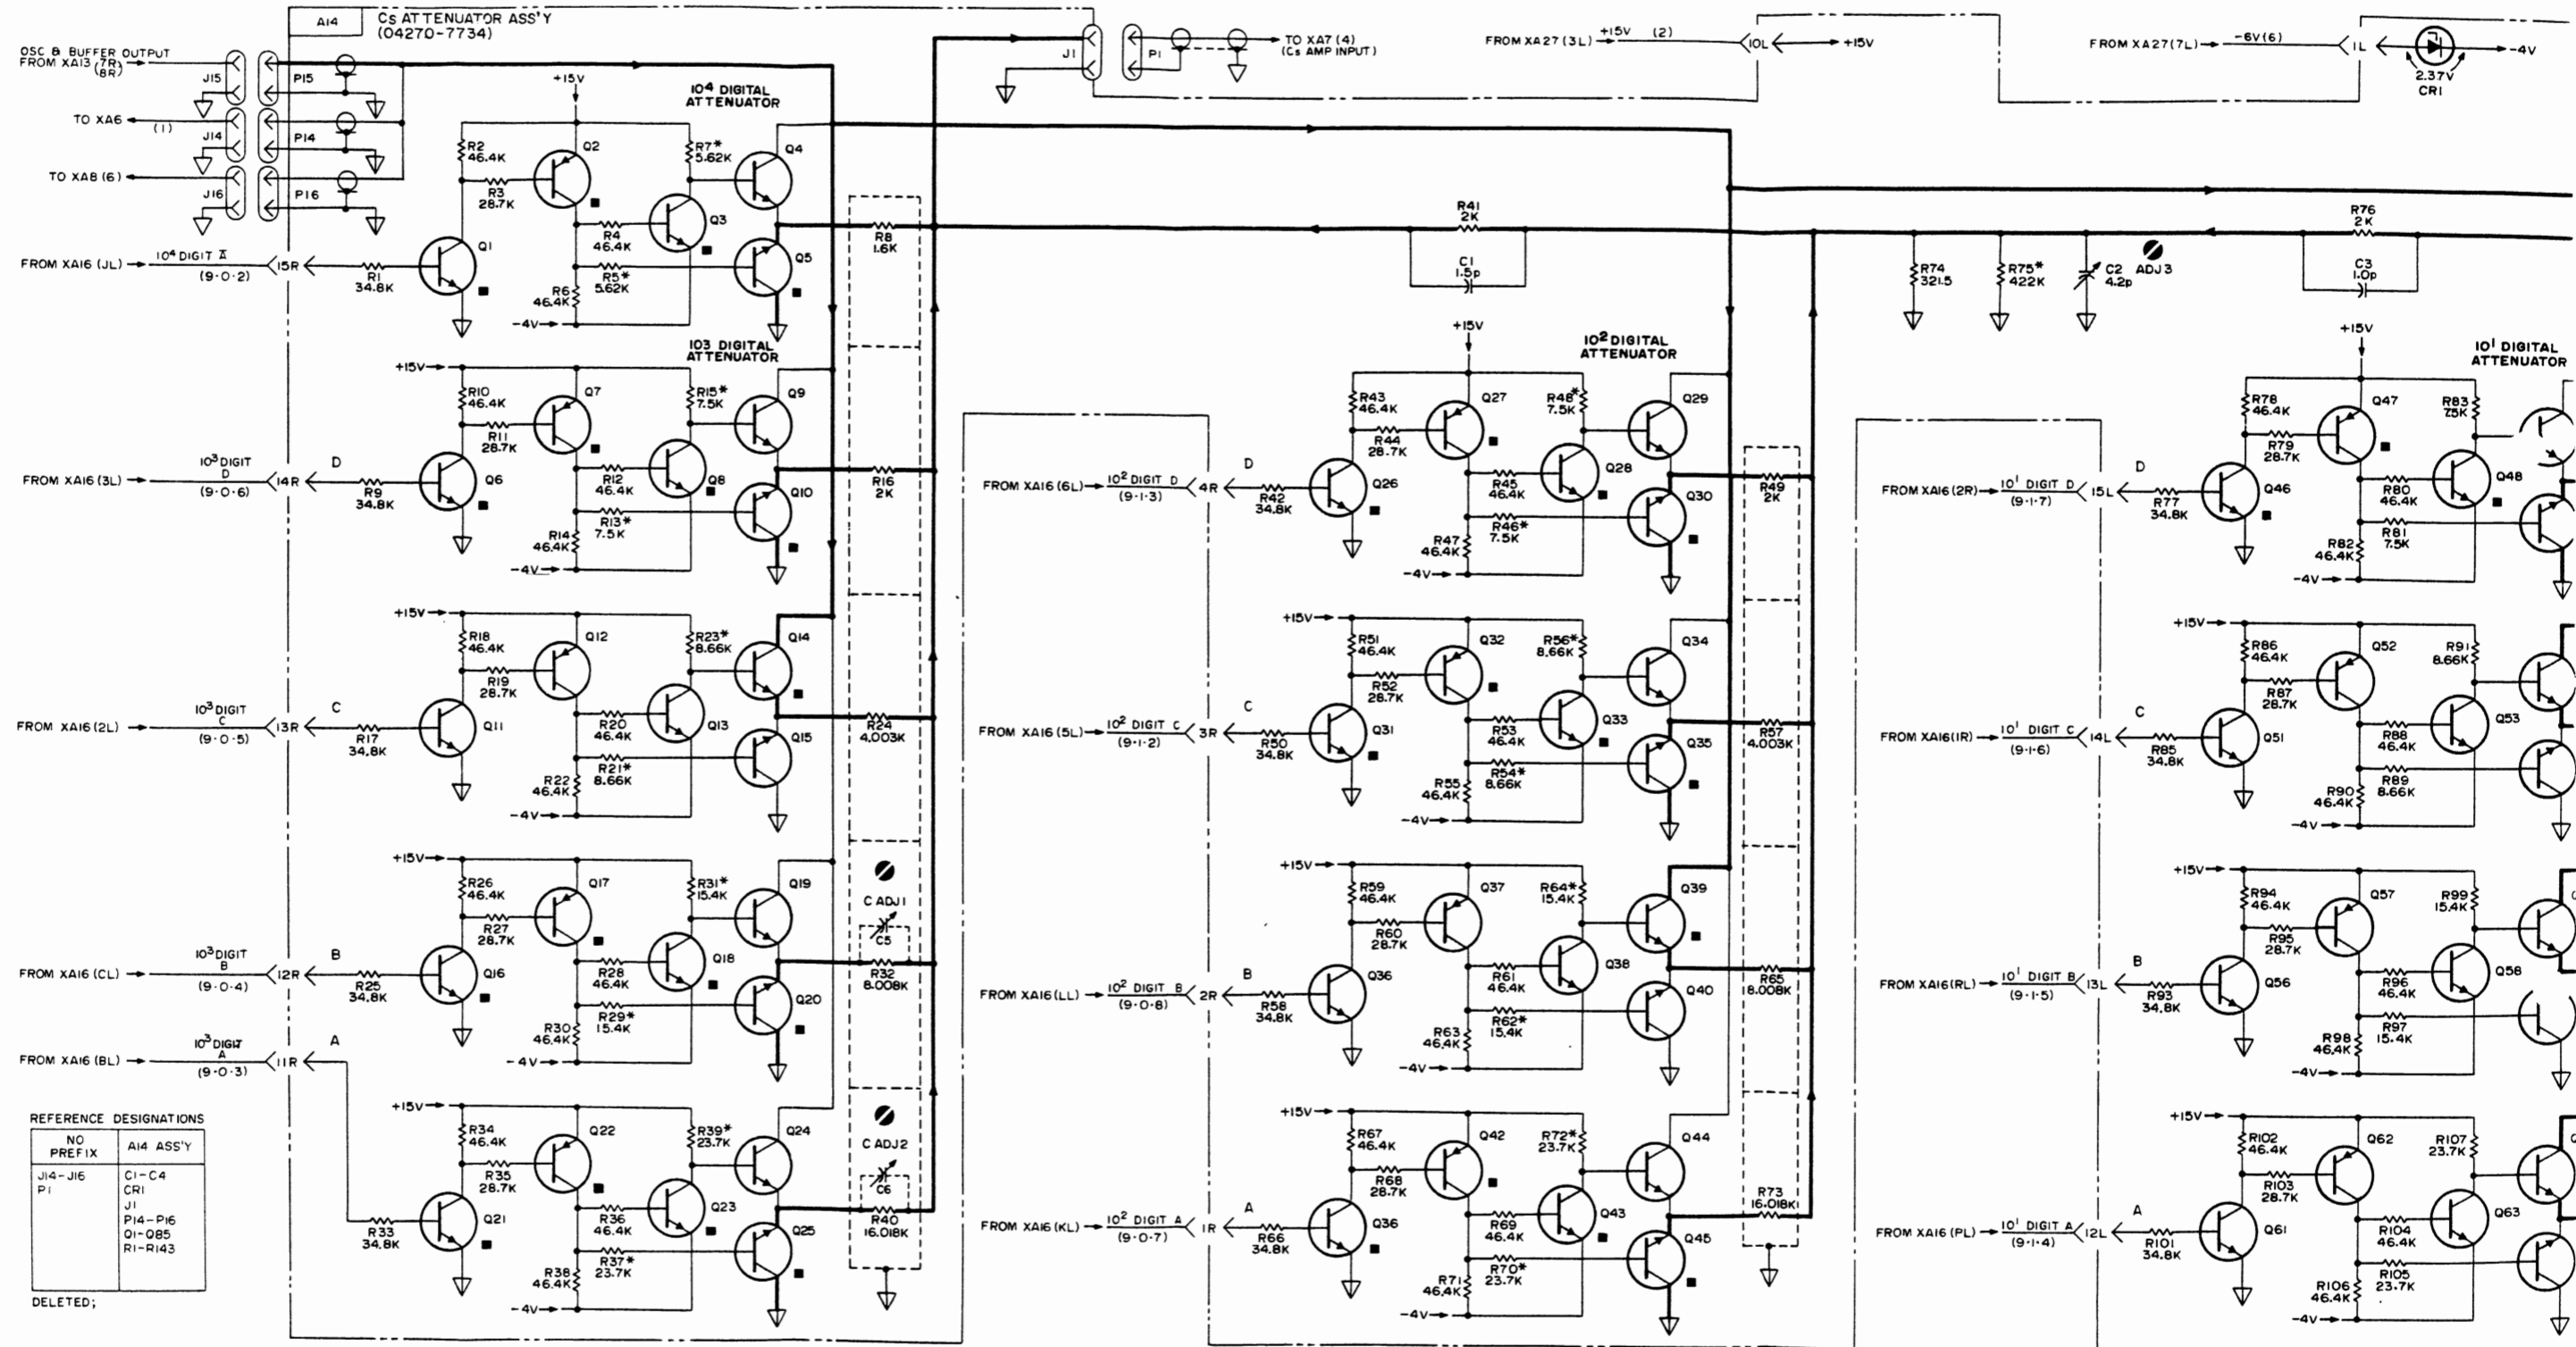 A14
Cs ATTENUATOR ASS'Y
(04270-7734)
OSC & BUFFER OUTPUT
FROM XA13 (7R)
(8R)
J15
P15
TO XA6
(1)
J14
P14
TO XA8 (6)
J16
P16
J1
P1
TO XA7 (4)
(Cs AMP INPUT)
FROM XA27 (3L)
+15V (2)
10L
+15V
FROM XA27(7L)
-6V(6)
1L
-4V
2.37V
CR1
10⁴ DIGITAL
ATTENUATOR
+15V
R2
46.4K
R3
28.7K
Q2
R7*
5.62K
Q4
R4
46.4K
Q3
R8
1.6K
FROM XA16 (JL)
10⁴ DIGIT A̅
(9-0-2)
15R
R1
34.8K
Q1
R5*
5.62K
R6
46.4K
Q5
-4V
103 DIGITAL
ATTENUATOR
+15V
R10
46.4K
R11
28.7K
Q7
R15*
7.5K
Q9
FROM XA16 (3L)
10³ DIGIT
D
(9-0-6)
14R
D
R9
34.8K
Q6
R12
46.4K
Q8
R13*
7.5K
R14
46.4K
Q10
R16
2K
-4V
+15V
R18
46.4K
R19
28.7K
Q12
R23*
8.66K
Q14
FROM XA16 (2L)
10³ DIGIT
C
(9-0-5)
13R
C
R17
34.8K
Q11
R20
46.4K
Q13
R21*
8.66K
R22
46.4K
Q15
R24
4.003K
-4V
+15V
R26
46.4K
R27
28.7K
Q17
R31*
15.4K
Q19
C ADJ1
C5
FROM XA16 (CL)
10³ DIGIT
B
(9-0-4)
12R
B
R25
34.8K
Q16
R28
46.4K
Q18
R29*
15.4K
R30
46.4K
Q20
R32
8.008K
-4V
FROM XA16 (BL)
10³ DIGIT
A
(9-0-3)
11R
A
+15V
R34
46.4K
R35
28.7K
Q22
R39*
23.7K
Q24
C ADJ2
C6
R33
34.8K
Q21
R36
46.4K
Q23
R37*
23.7K
R38
46.4K
Q25
R40
16.018K
-4V
REFERENCE DESIGNATIONS
NO
PREFIX
A14 ASS'Y
J14-J16
P1
C1-C4
CR1
J1
P14-P16
Q1-Q85
R1-R143
DELETED;
R41
2K
C1
1.5p
R74
321.5
R75*
422K
C2
4.2p
ADJ3
R76
2K
C3
1.0p
10² DIGITAL
ATTENUATOR
+15V
R43
46.4K
R44
28.7K
Q27
R48*
7.5K
Q29
FROM XA16 (6L)
10² DIGIT D
(9-1-3)
4R
D
R42
34.8K
Q26
R45
46.4K
Q28
R46*
7.5K
R47
46.4K
Q30
R49
2K
-4V
+15V
R51
46.4K
R52
28.7K
Q32
R56*
8.66K
Q34
FROM XA16 (5L)
10² DIGIT C
(9-1-2)
3R
C
R50
34.8K
Q31
R53
46.4K
Q33
R54*
8.66K
R55
46.4K
Q35
R57
4.003K
-4V
+15V
R59
46.4K
R60
28.7K
Q37
R64*
15.4K
Q39
FROM XA16 (LL)
10² DIGIT B
(9-0-8)
2R
B
R58
34.8K
Q36
R61
46.4K
Q38
R62*
15.4K
R63
46.4K
Q40
R65
8.008K
-4V
+15V
R67
46.4K
R68
28.7K
Q42
R72*
23.7K
Q44
FROM XA16 (KL)
10² DIGIT A
(9-0-7)
1R
A
R66
34.8K
Q36
R69
46.4K
Q43
R70*
23.7K
R71
46.4K
Q45
R73
16.018K
-4V
10¹ DIGITAL
ATTENUATOR
+15V
R78
46.4K
R79
28.7K
Q47
R83
75K
FROM XA16 (2R)
10¹ DIGIT D
(9-1-7)
15L
D
R77
34.8K
Q46
R80
46.4K
Q48
R81
7.5K
R82
46.4K
-4V
+15V
R86
46.4K
R87
28.7K
Q52
R91
8.66K
FROM XA16(1R)
10¹ DIGIT C
(9-1-6)
14L
C
R85
34.8K
Q51
R88
46.4K
Q53
R89
8.66K
R90
46.4K
-4V
+15V
R94
46.4K
R95
28.7K
Q57
R99
15.4K
FROM XA16(RL)
10¹ DIGIT B
(9-1-5)
13L
B
R93
34.8K
Q56
R96
46.4K
Q58
R97
15.4K
R98
46.4K
-4V
+15V
R102
46.4K
R103
28.7K
Q62
R107
23.7K
FROM XA16 (PL)
10¹ DIGIT A
(9-1-4)
12L
A
R101
34.8K
Q61
R104
46.4K
Q63
R105
23.7K
R106
46.4K
-4V